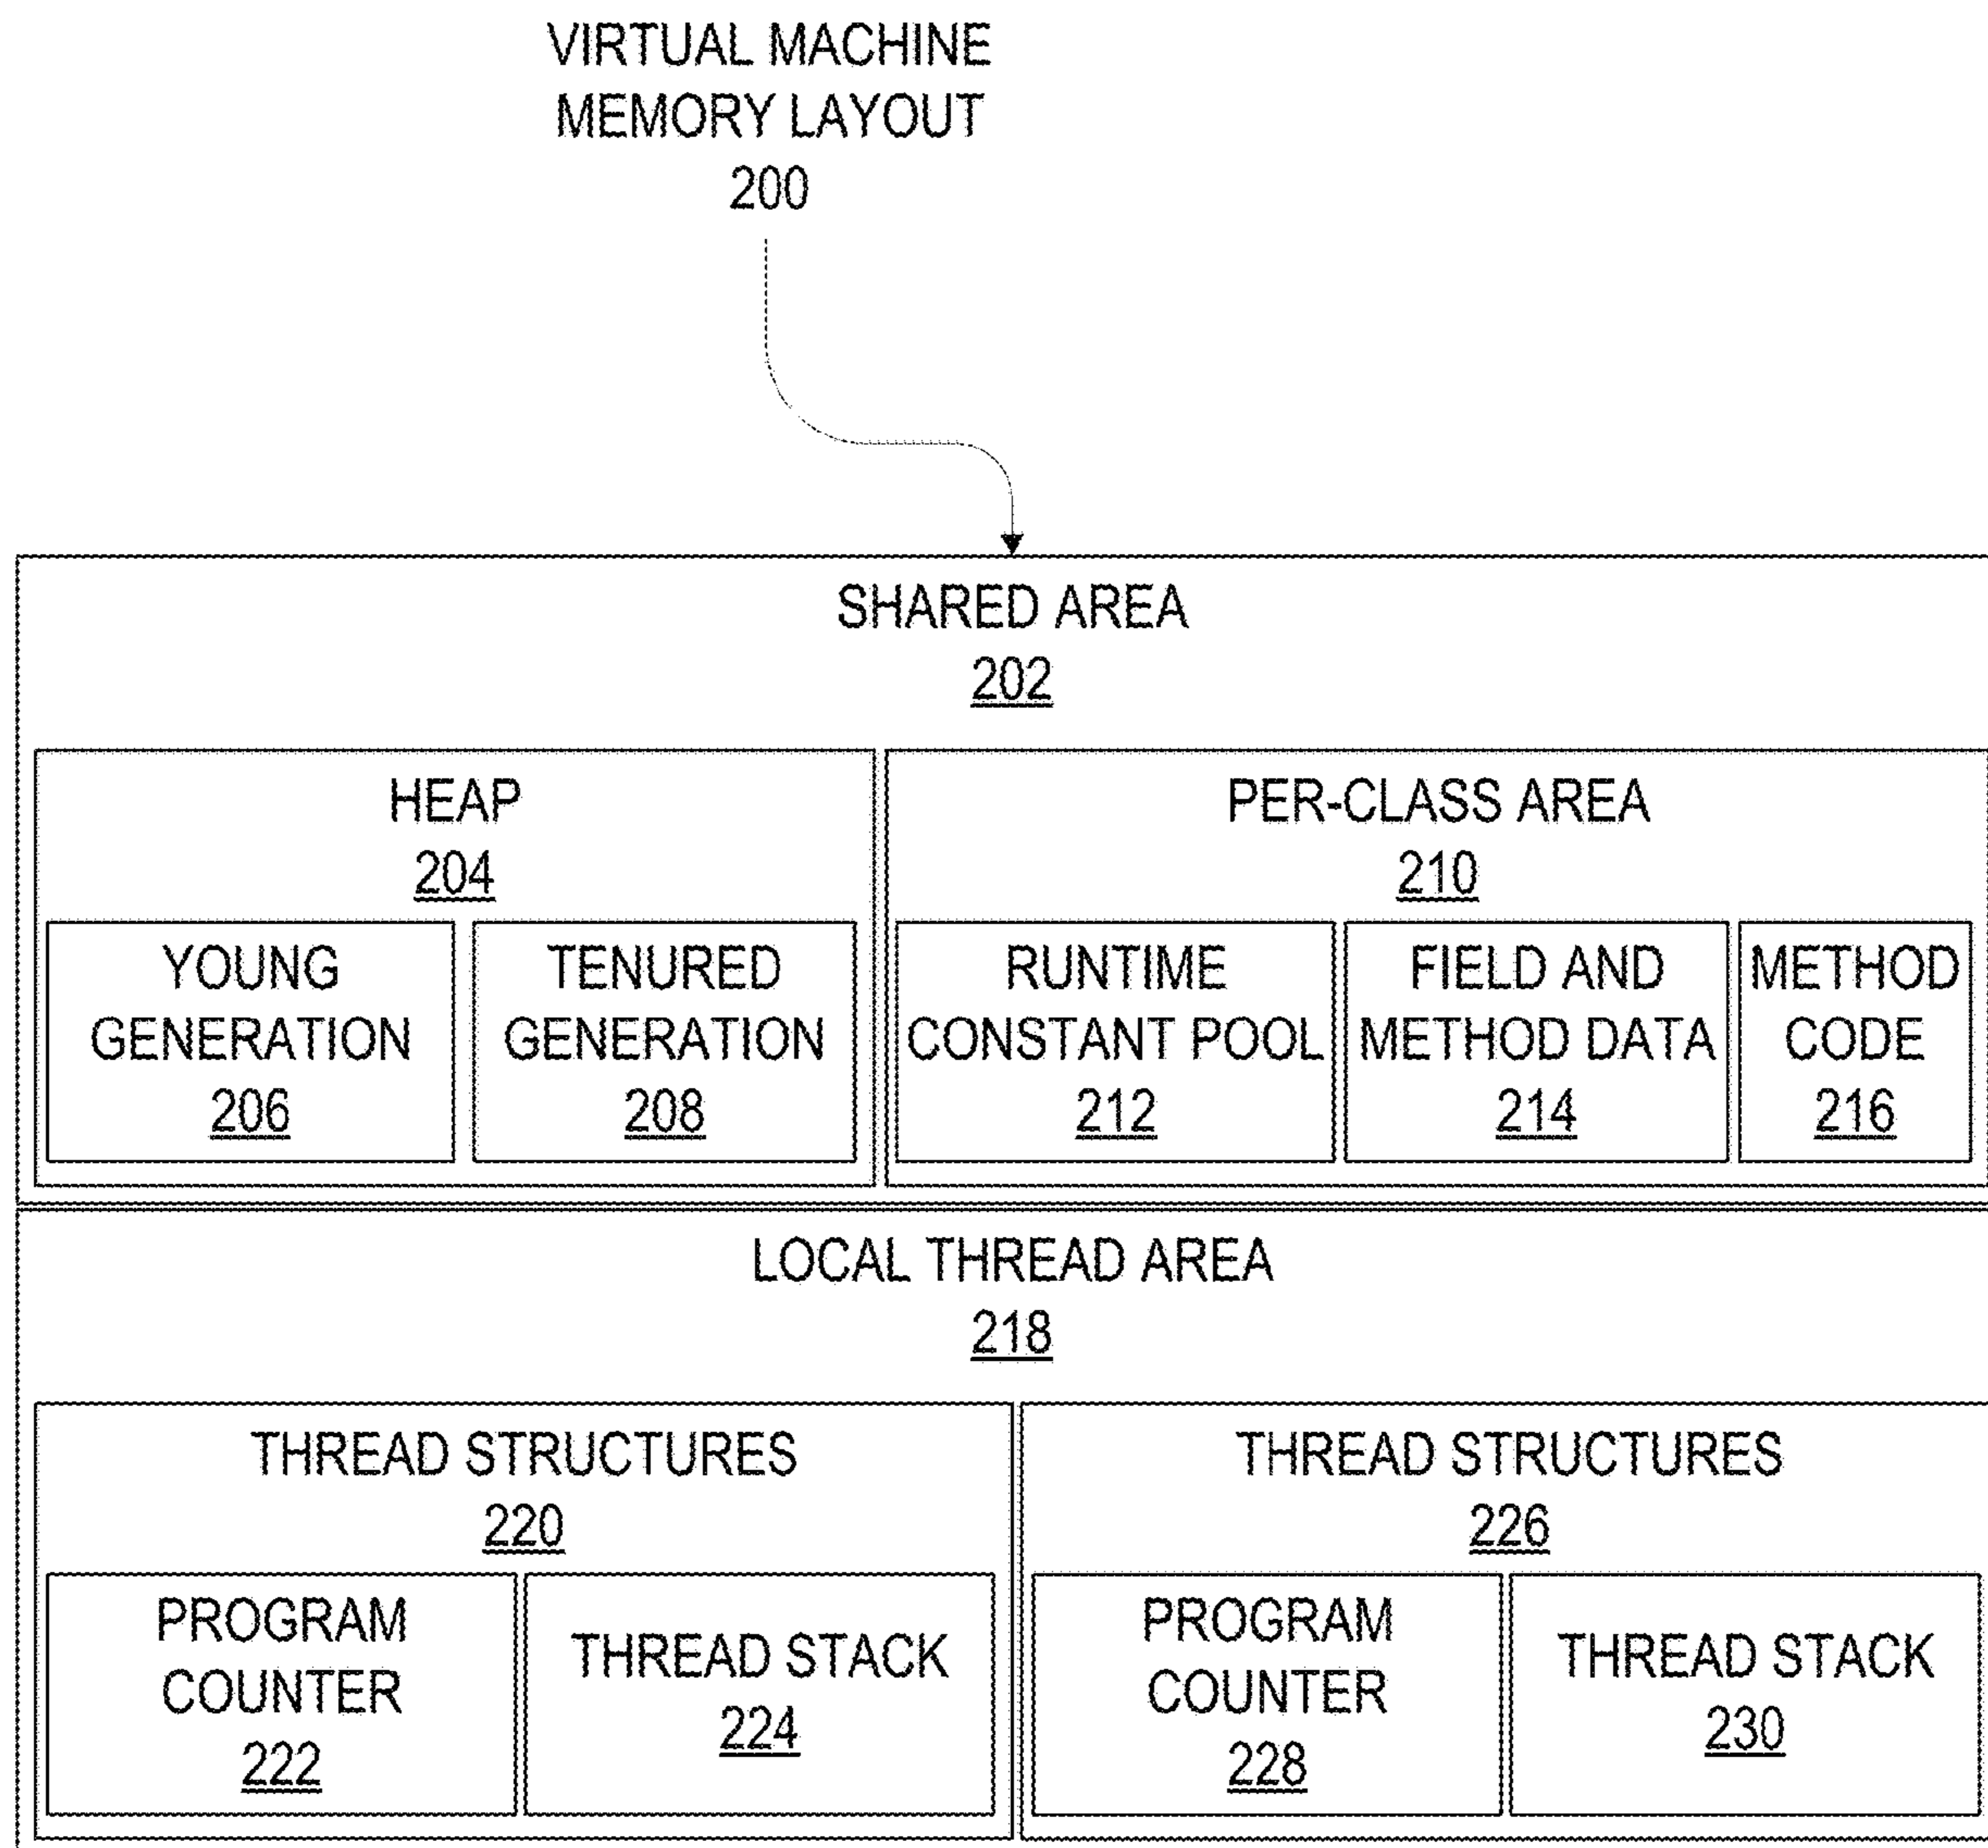 VIRTUAL MACHINE
MEMORY LAYOUT
200
SHARED AREA
202
HEAP
204
YOUNG
GENERATION
206
TENURED
GENERATION
208
PER-CLASS AREA
210
RUNTIME
CONSTANT POOL
212
FIELD AND
METHOD DATA
214
METHOD
CODE
216
LOCAL THREAD AREA
218
THREAD STRUCTURES
220
PROGRAM
COUNTER
222
THREAD STACK
224
THREAD STRUCTURES
226
PROGRAM
COUNTER
228
THREAD STACK
230